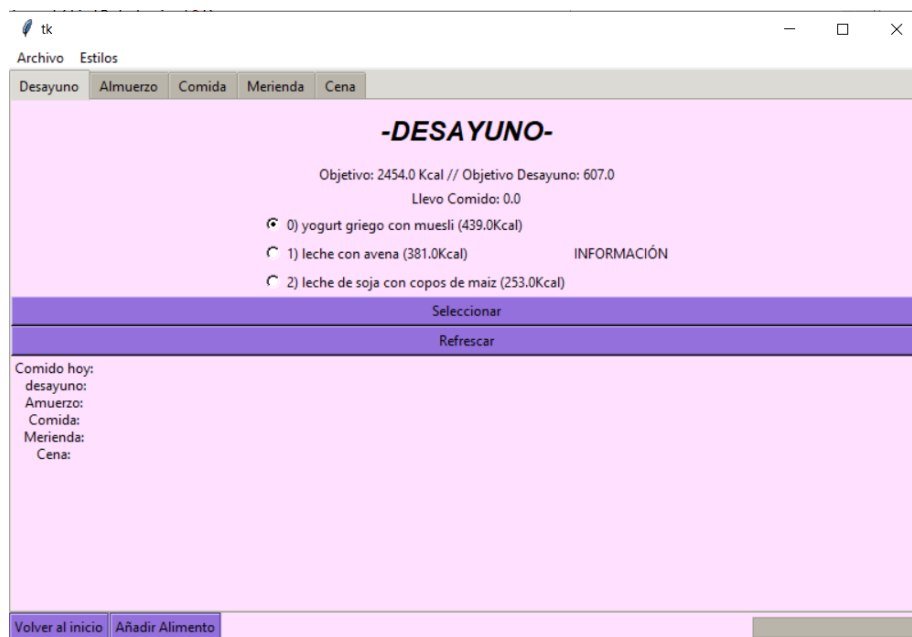 tk
Archivo Estilos
Desayuno Almuerzo Comida Merienda Cena
-DESAYUNO-
Objetivo: 2454.0 Kcal // Objetivo Desayuno: 607.0
Llevo Comido: 0.0
0) yogurt griego con muesli (439.0Kcal)
1) leche con avena (381.0Kcal) INFORMACIÓN
2) leche de soja con copos de maiz (253.0Kcal)
Seleccionar
Refrescar
Comido hoy:
desayuno:
Amuerzo:
Comida:
Merienda:
Cena:
Volver al inicio Añadir Alimento